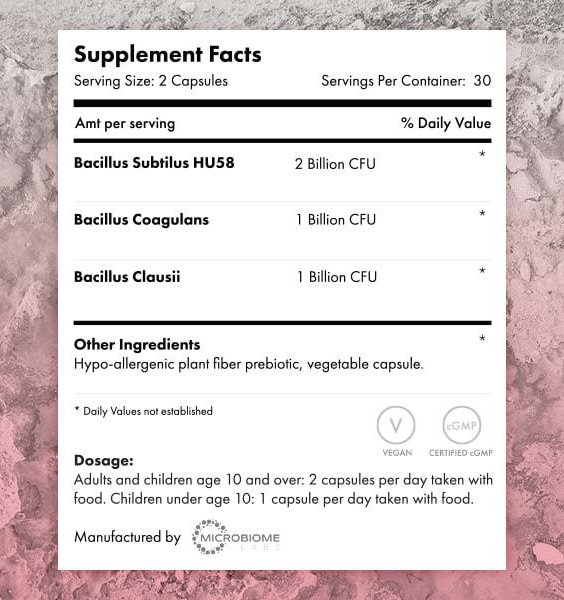 Supplement Facts
Serving Size: 2 Capsules Servings Per Container: 30
Amt per serving % Daily Value
Bacillus Subtilus HU58 2 Billion CFU *
Bacillus Coagulans 1 Billion CFU *
Bacillus Clausii 1 Billion CFU *
Other Ingredients *
Hypo-allergenic plant fiber prebiotic, vegetable capsule.
* Daily Values not established
V cGMP
VEGAN CERTIFIED cGMP
Dosage:
Adults and children age 10 and over: 2 capsules per day taken with
food. Children under age 10: 1 capsule per day taken with food.
Manufactured by MICROBIOME
LABS